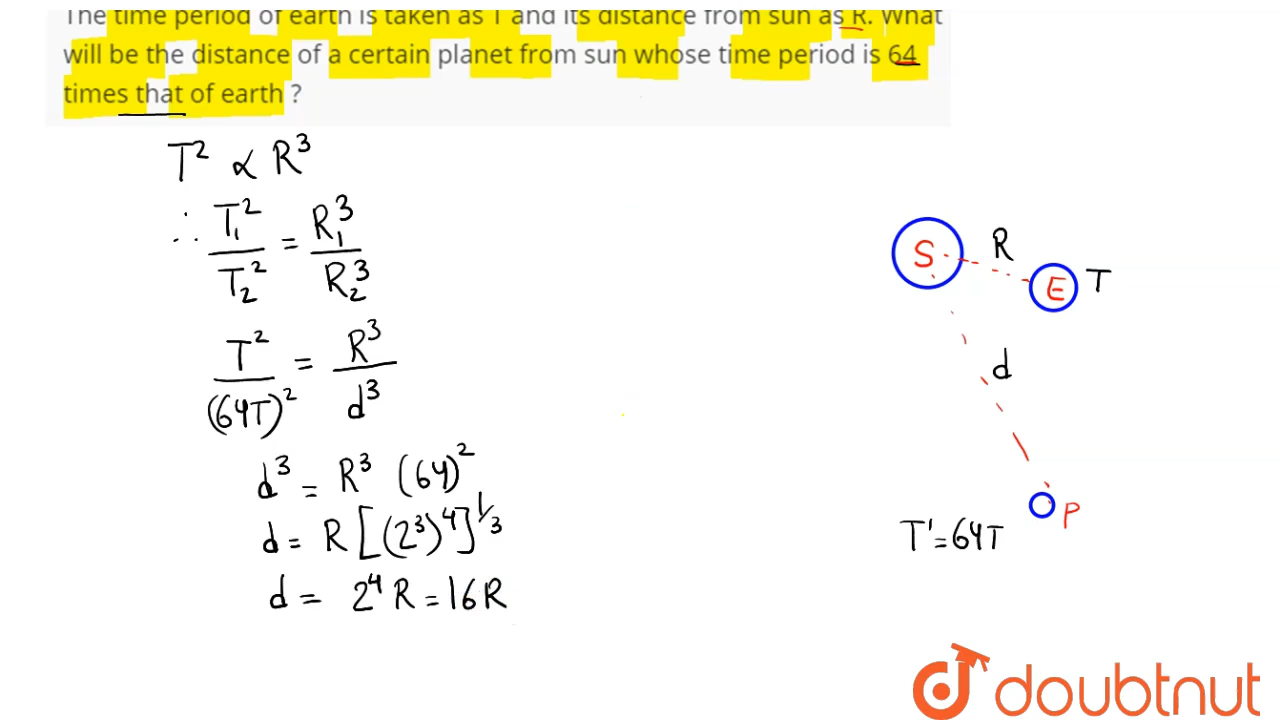 The time period of earth is taken as T and its distance from sun as R. What
will be the distance of a certain planet from sun whose time period is 64
times that of earth ?
T² ∝ R³
∴ T₁²/T₂² = R₁³/R₂³
T²/(64T)² = R³/d³
d³ = R³ (64)²
d = R [(2³)⁴]^1/3
d = 2⁴ R = 16R
S
R
E
T
d
P
T' = 64T
doubtnut